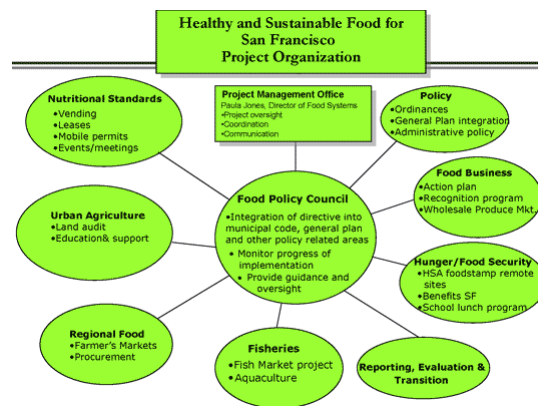 Healthy and Sustainable Food for
San Francisco
Project Organization
Nutritional Standards
•Vending
•Leases
•Mobile permits
•Events/meetings
Project Management Office
Paula Jones, Director of Food Systems
•Project oversight
•Coordination
•Communication
Policy
•Ordinances
•General Plan integration
•Administrative policy
Food Business
•Action plan
•Recognition program
•Wholesale Produce Mkt.
Food Policy Council
•Integration of directive into
municipal code, general plan
and other policy related areas
• Monitor progress of
implementation
• Provide guidance and
oversight
Urban Agriculture
•Land audit
•Education& support
Hunger/Food Security
•HSA foodstamp remote
sites
•Benefits SF
•School lunch program
Regional Food
•Farmer's Markets
•Procurement
Fisheries
•Fish Market project
•Aquaculture
Reporting, Evaluation &
Transition